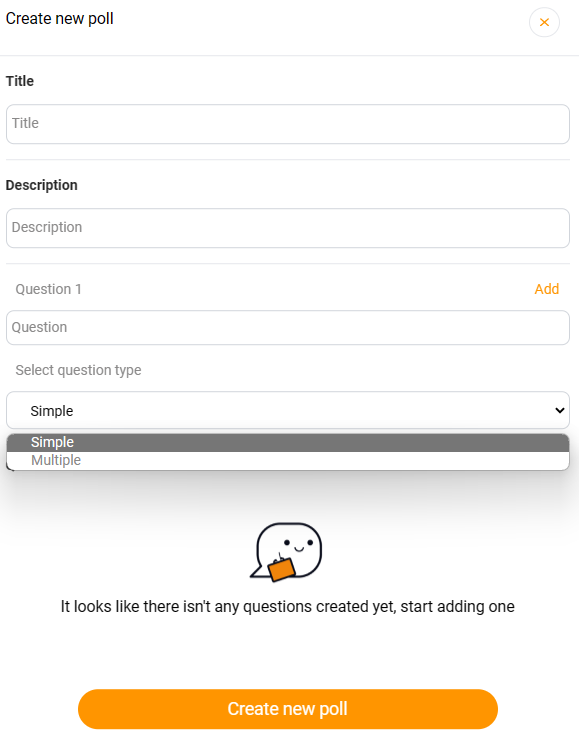 Create new poll
Title
Title
Description
Description
Question 1 Add
Question
Select question type
Simple
Simple
Multiple
It looks like there isn't any questions created yet, start adding one
Create new poll